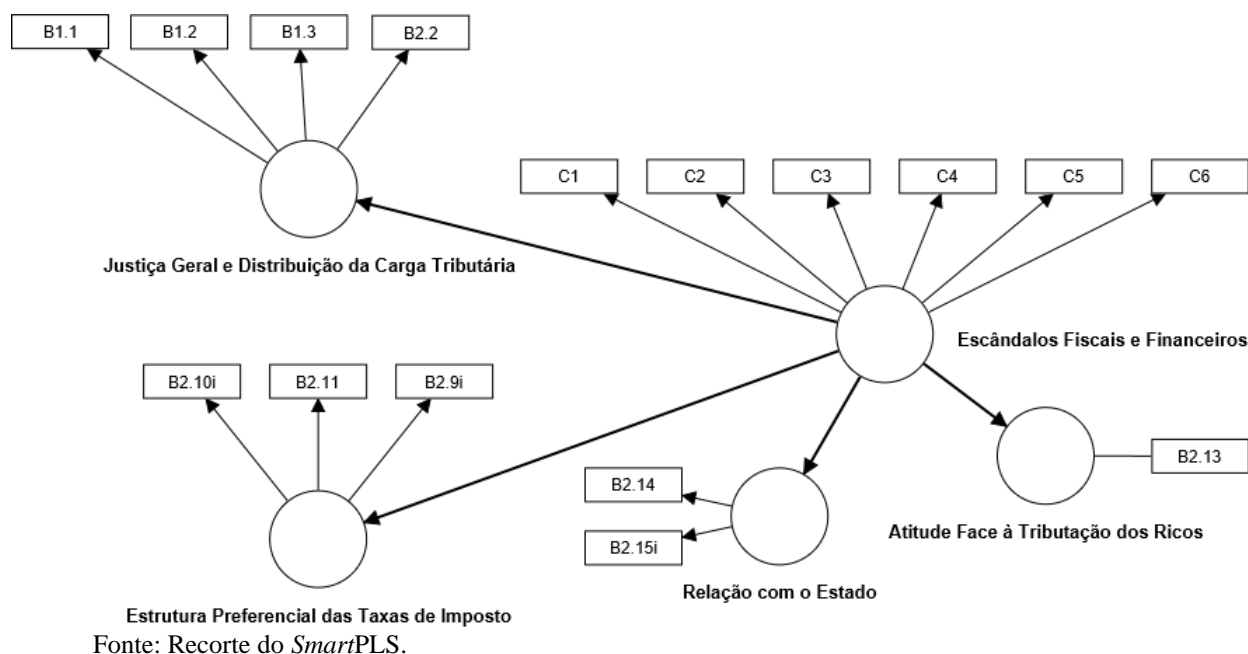 B1.1
B1.2
B1.3
B2.2
C1
C2
C3
C4
C5
C6
Justiça Geral e Distribuição da Carga Tributária
Escândalos Fiscais e Financeiros
B2.10i
B2.11
B2.9i
B2.13
B2.14
B2.15i
Atitude Face à Tributação dos Ricos
Relação com o Estado
Estrutura Preferencial das Taxas de Imposto
Fonte: Recorte do SmartPLS.